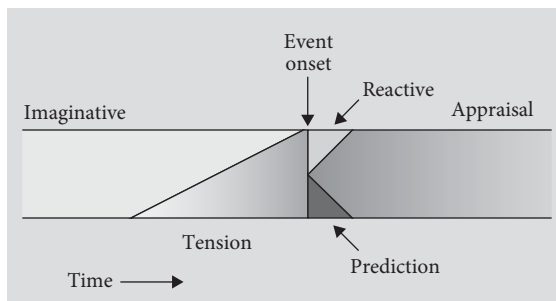 Event
onset
Reactive
Imaginative
Appraisal
Tension
Prediction
Time